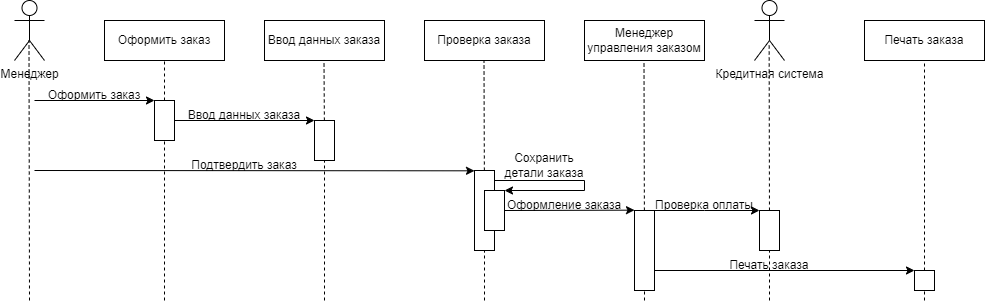 Менеджер
Оформить заказ
Ввод данных заказа
Проверка заказа
Менеджер
управления заказом
Кредитная система
Печать заказа
Оформить заказ
Ввод данных заказа
Подтвердить заказ
Сохранить
детали заказа
Оформление заказа
Проверка оплаты
Печать заказа